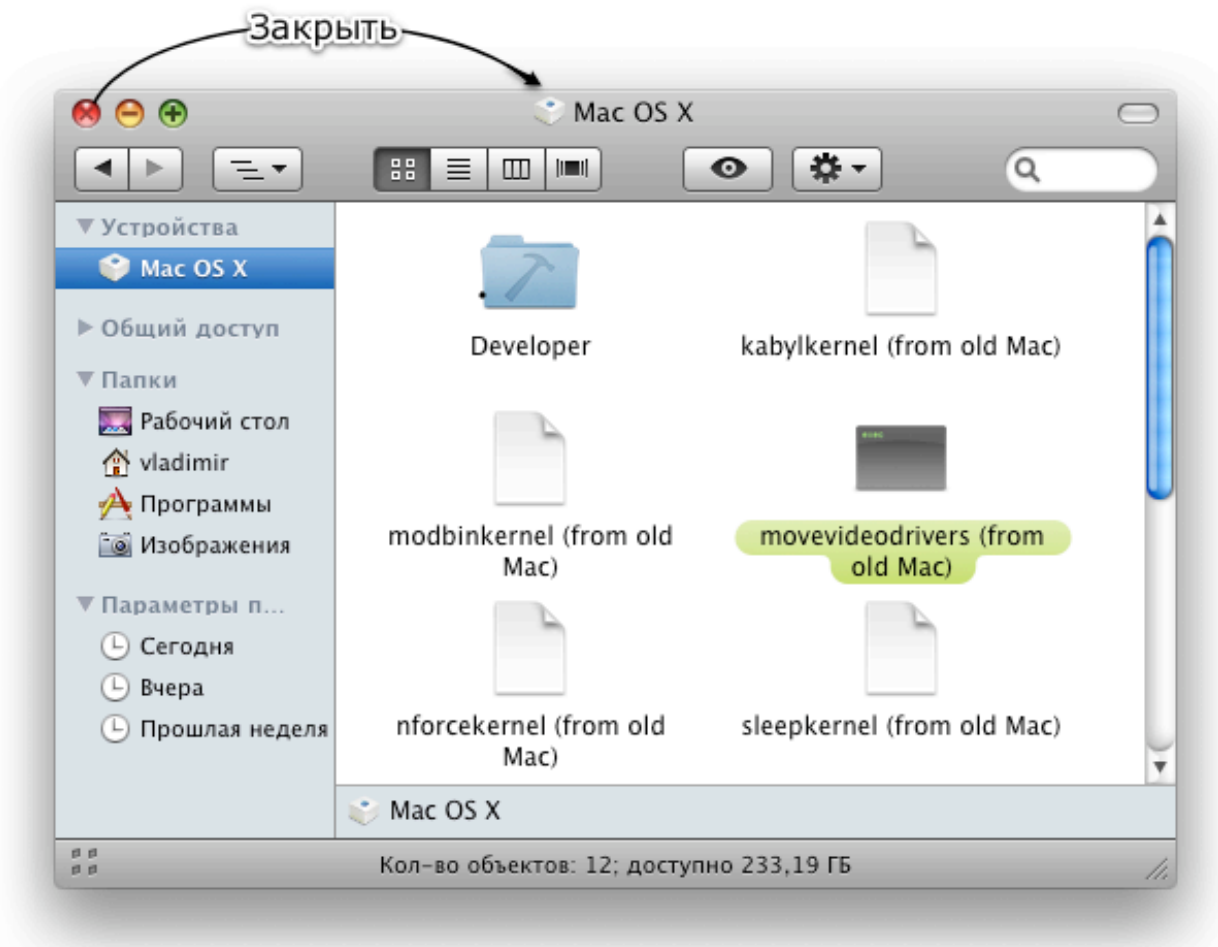 Закрыть
Mac OS X
Устройства
Mac OS X
Общий доступ
Папки
Рабочий стол
vladimir
Программы
Изображения
Параметры п...
Сегодня
Вчера
Прошлая неделя
Developer
kabylkernel (from old Mac)
modbinkernel (from old
Mac)
exec
movevideodrivers (from
old Mac)
nforcekernel (from old
Mac)
sleepkernel (from old Mac)
Mac OS X
Кол-во объектов: 12; доступно 233,19 ГБ